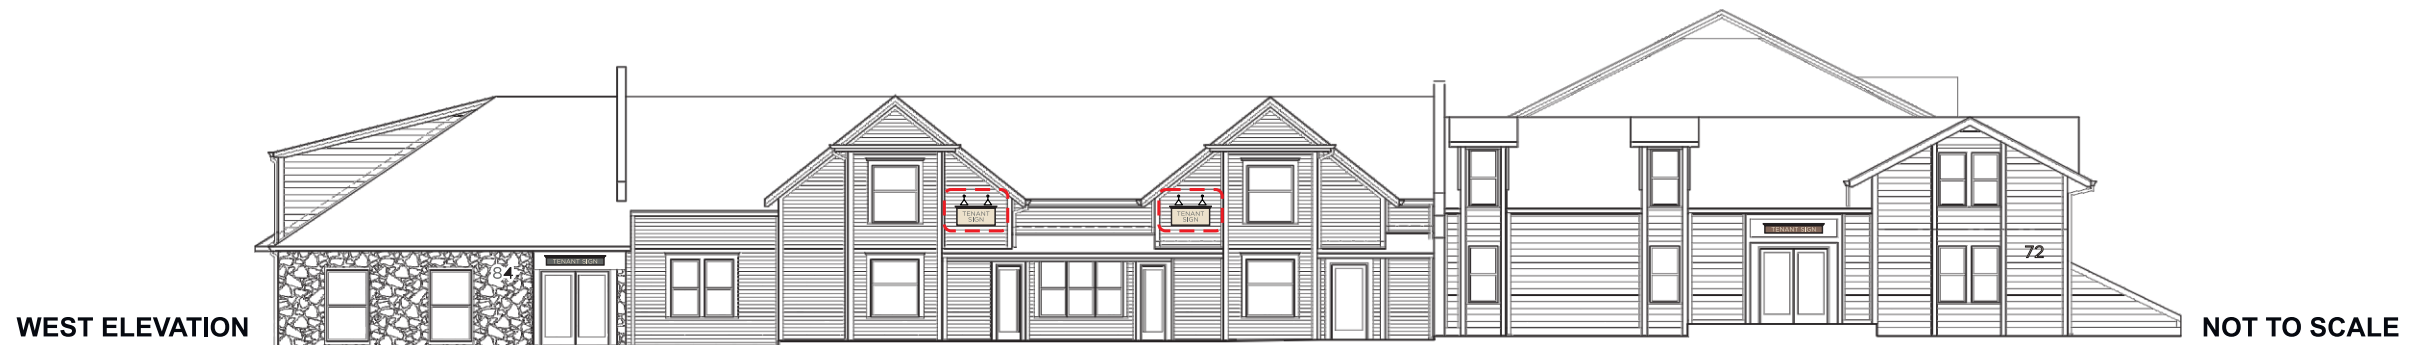 TENANT
SIGN
TENANT
SIGN
TENANT SIGN
84
TENANT SIGN
72
WEST ELEVATION
NOT TO SCALE